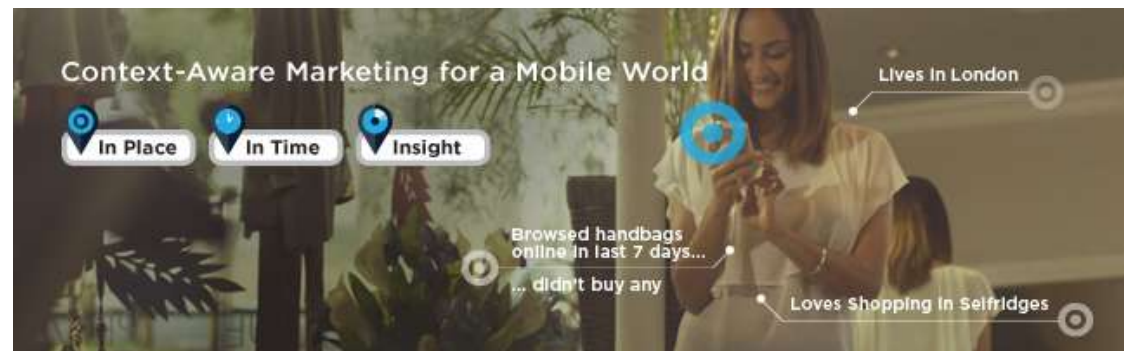 Context-Aware Marketing for a Mobile World
In Place
In Time
Insight
Lives in London
Browsed handbags
online in last 7 days...
... didn't buy any
Loves Shopping in Selfridges